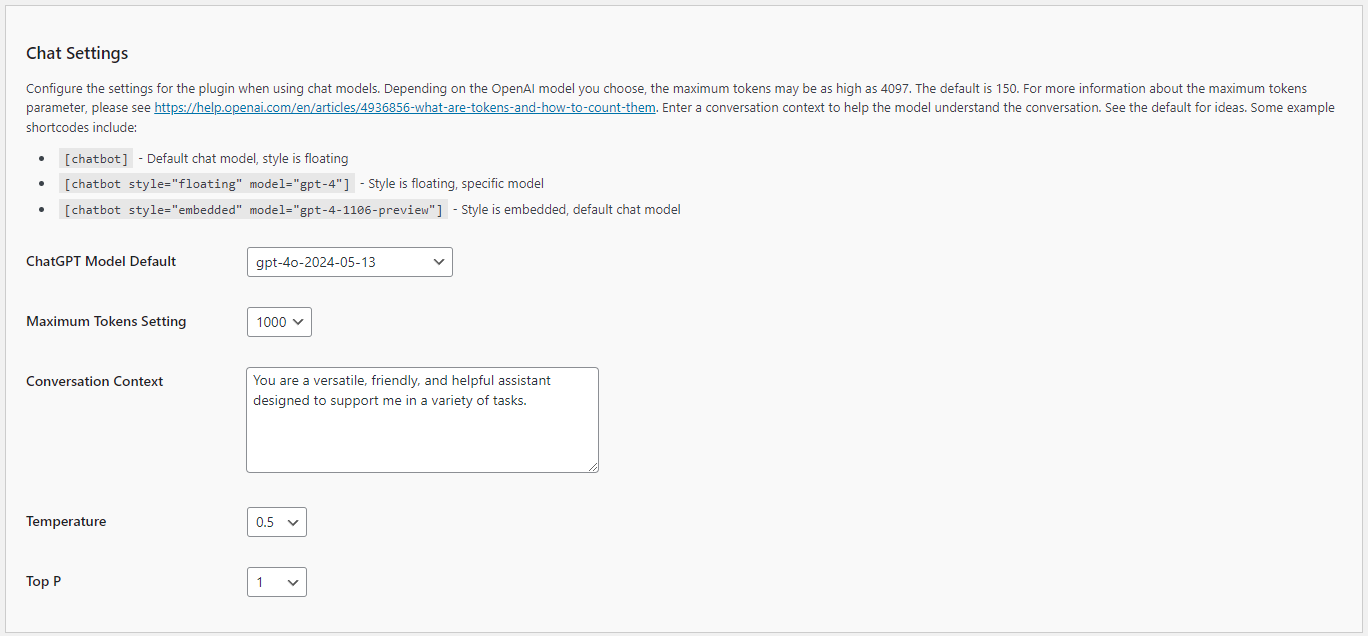 Chat Settings
Configure the settings for the plugin when using chat models. Depending on the OpenAI model you choose, the maximum tokens may be as high as 4097. The default is 150. For more information about the maximum tokens
parameter, please see https://help.openai.com/en/articles/4936856-what-are-tokens-and-how-to-count-them. Enter a conversation context to help the model understand the conversation. See the default for ideas. Some example
shortcodes include:
• [chatbot] - Default chat model, style is floating
• [chatbot style="floating" model="gpt-4"] - Style is floating, specific model
• [chatbot style="embedded" model="gpt-4-1106-preview"] - Style is embedded, default chat model
ChatGPT Model Default gpt-4o-2024-05-13
Maximum Tokens Setting 1000
Conversation Context You are a versatile, friendly, and helpful assistant
designed to support me in a variety of tasks.
Temperature 0.5
Top P 1